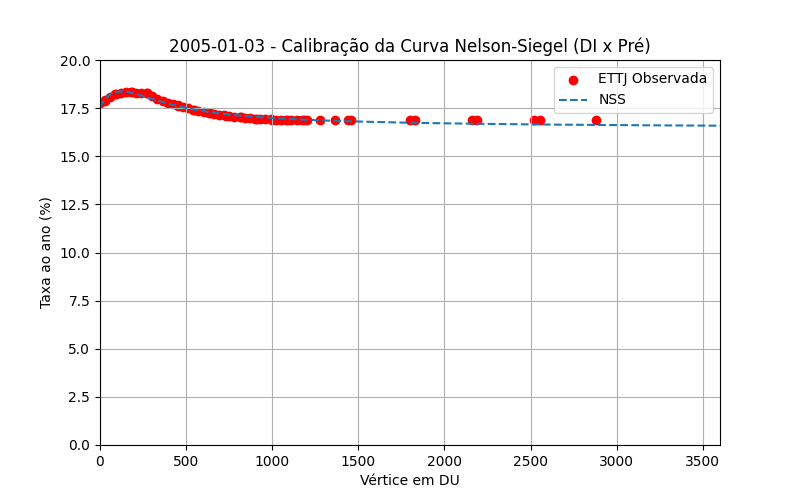 2005-01-03 - Calibração da Curva Nelson-Siegel (DI x Pré)
ETTJ Observada
NSS
Taxa ao ano (%)
20.0
17.5
15.0
12.5
10.0
7.5
5.0
2.5
0.0
0 500 1000 1500 2000 2500 3000 3500
Vértice em DU